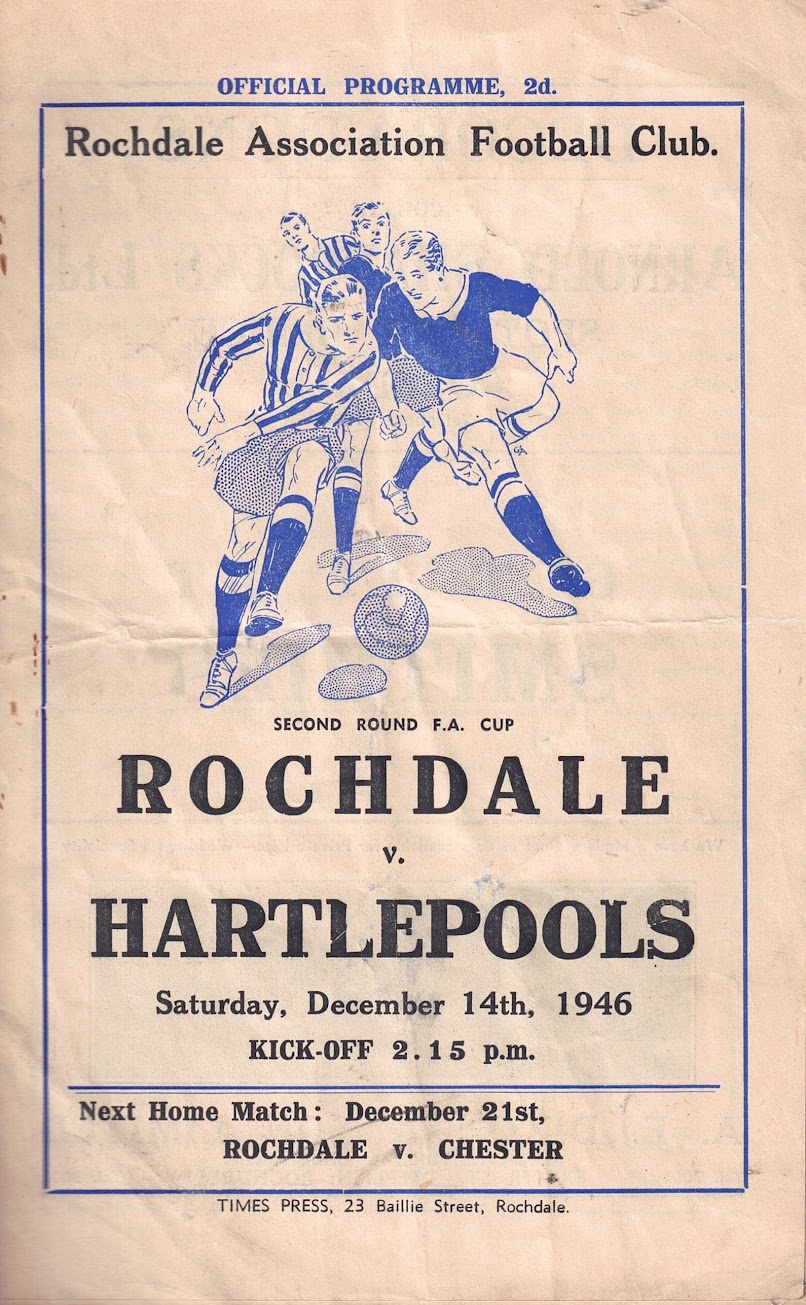 OFFICIAL PROGRAMME, 2d.
Rochdale Association Football Club.
SECOND ROUND F.A. CUP
ROCHDALE
v.
HARTLEPOOLS
Saturday, December 14th, 1946
KICK-OFF 2.15 p.m.
Next Home Match: December 21st,
ROCHDALE v. CHESTER
TIMES PRESS, 23 Baillie Street, Rochdale.